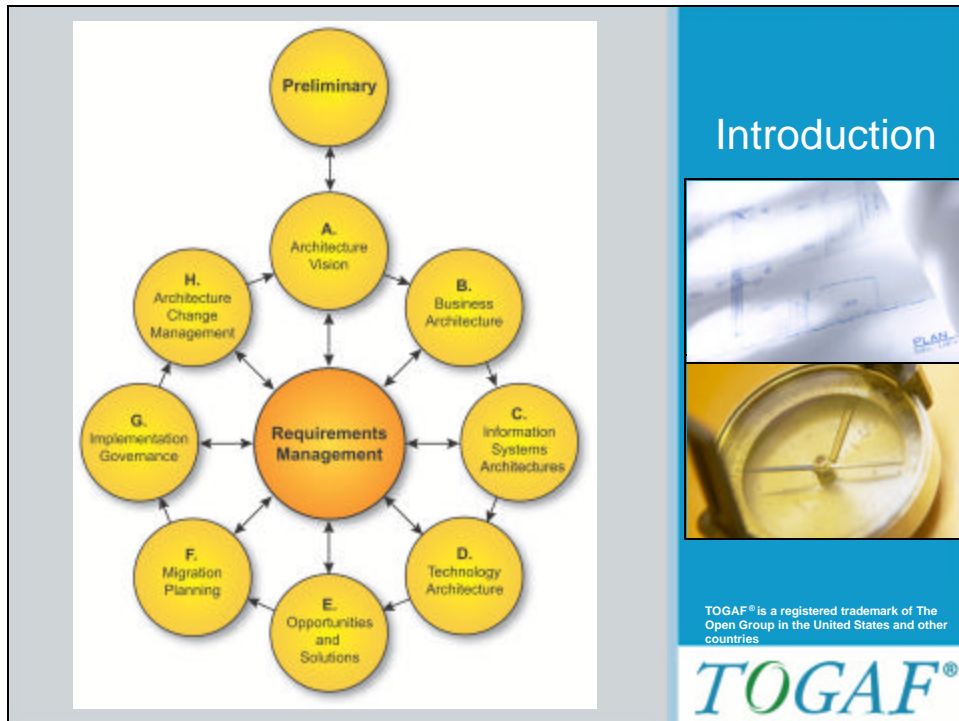 Preliminary
A.
Architecture
Vision
B.
Business
Architecture
C.
Information
Systems
Architectures
D.
Technology
Architecture
E.
Opportunities
and
Solutions
F.
Migration
Planning
G.
Implementation
Governance
H.
Architecture
Change
Management
Requirements
Management
Introduction
PLAN
TOGAF® is a registered trademark of The
Open Group in the United States and other
countries
TOGAF®